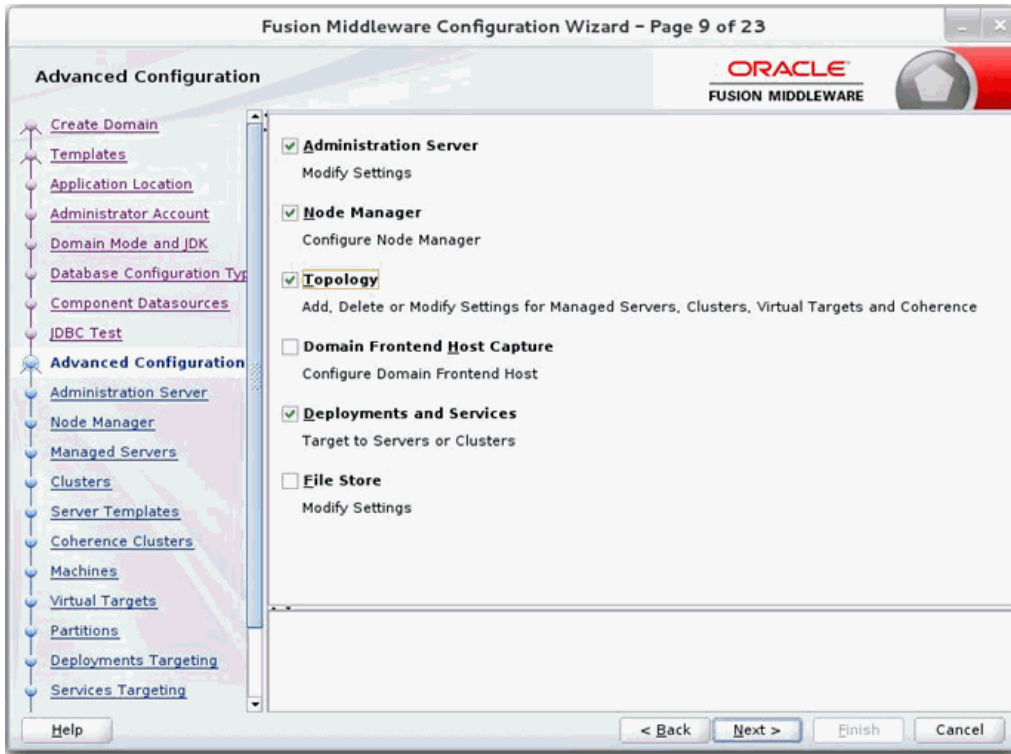 Fusion Middleware Configuration Wizard - Page 9 of 23
Advanced Configuration
ORACLE
FUSION MIDDLEWARE
Create Domain
Templates
Application Location
Administrator Account
Domain Mode and JDK
Database Configuration Typ
Component Datasources
JDBC Test
Advanced Configuration
Administration Server
Node Manager
Managed Servers
Clusters
Server Templates
Coherence Clusters
Machines
Virtual Targets
Partitions
Deployments Targeting
Services Targeting
Administration Server
Modify Settings
Node Manager
Configure Node Manager
Topology
Add, Delete or Modify Settings for Managed Servers, Clusters, Virtual Targets and Coherence
Domain Frontend Host Capture
Configure Domain Frontend Host
Deployments and Services
Target to Servers or Clusters
File Store
Modify Settings
Help
< Back
Next >
Finish
Cancel